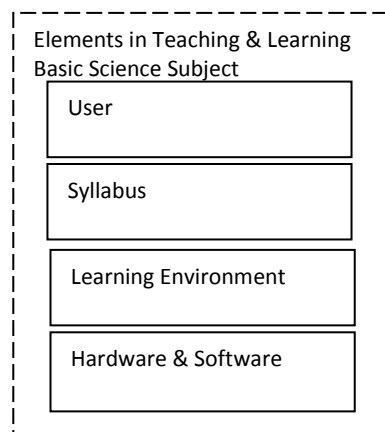 Elements in Teaching & Learning
Basic Science Subject
User
Syllabus
Learning Environment
Hardware & Software